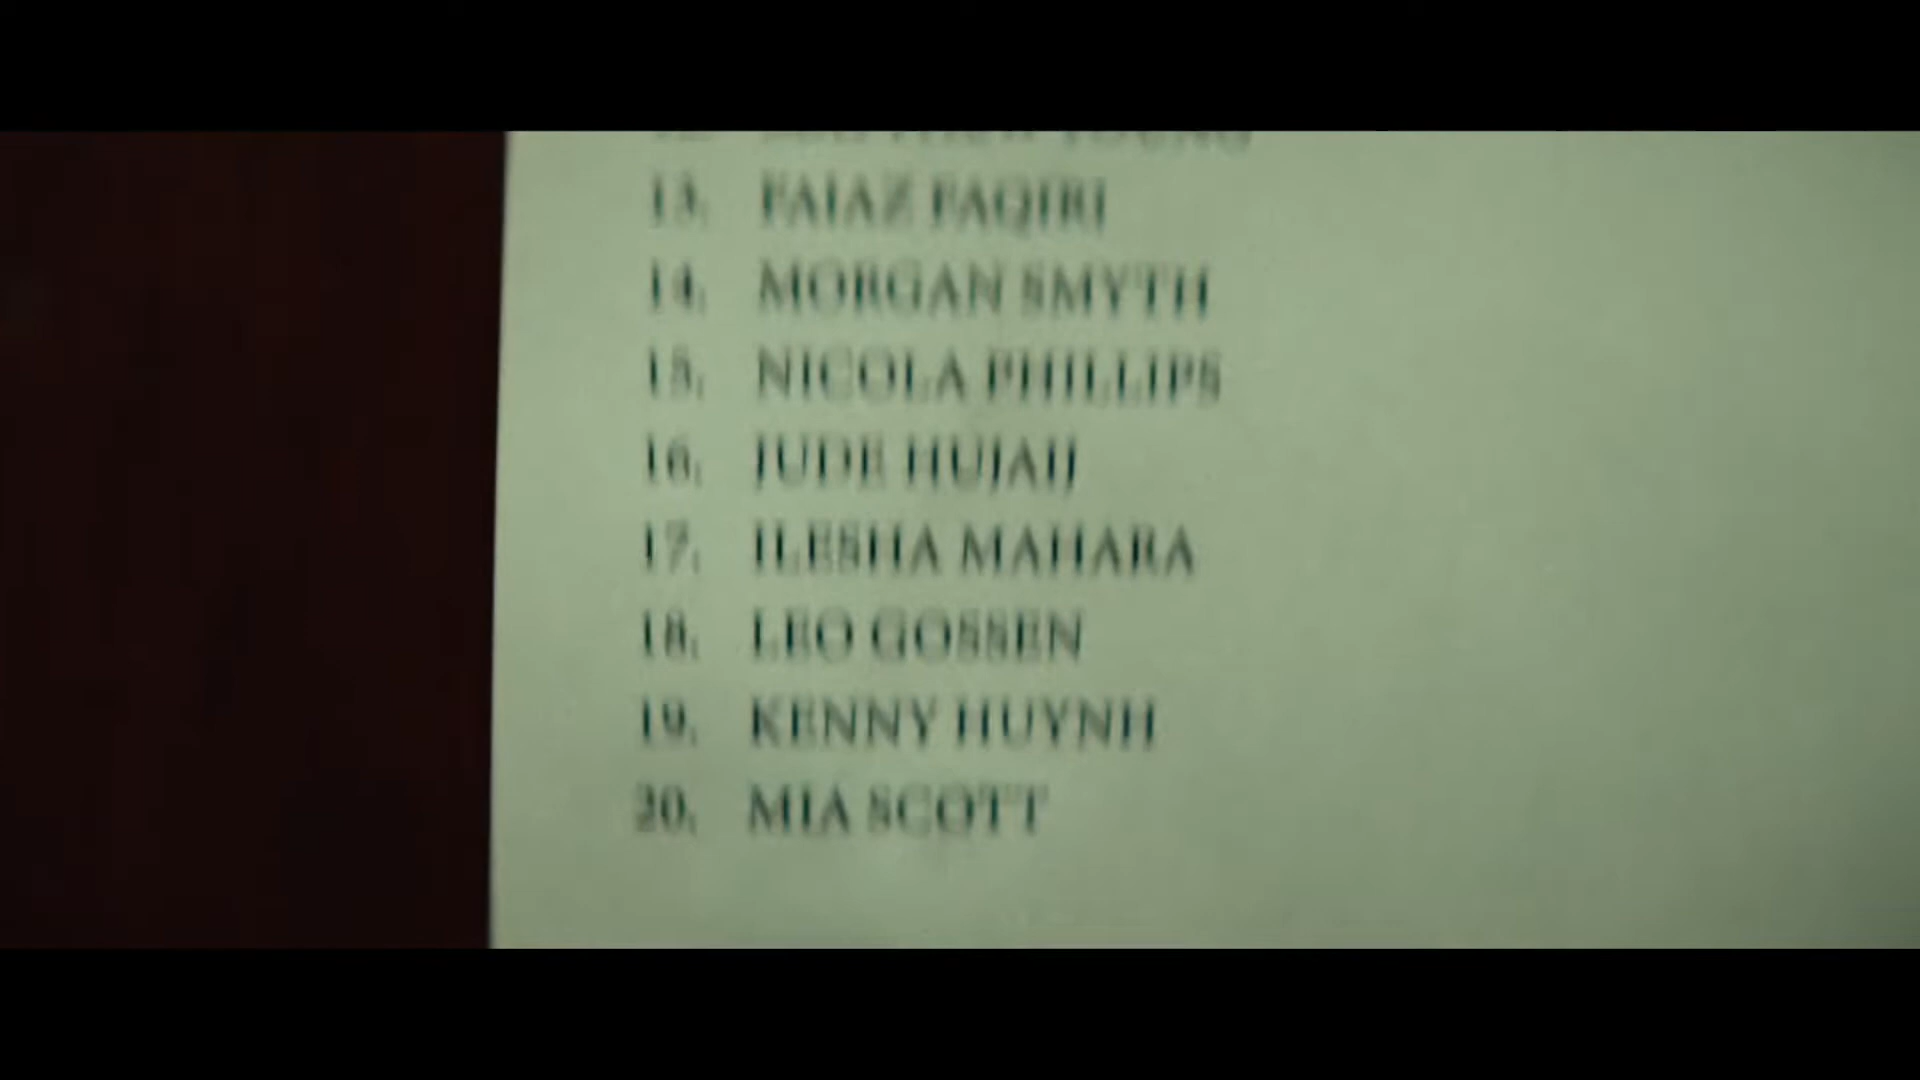 13. FAIAZ FAQIRI
14. MORGAN SMYTH
15. NICOLA PHILLIPS
16. JUDE HUJAIJ
17. ILESHA MAHARA
18. LEO GOSSEN
19. KENNY HUYNH
20. MIA SCOTT